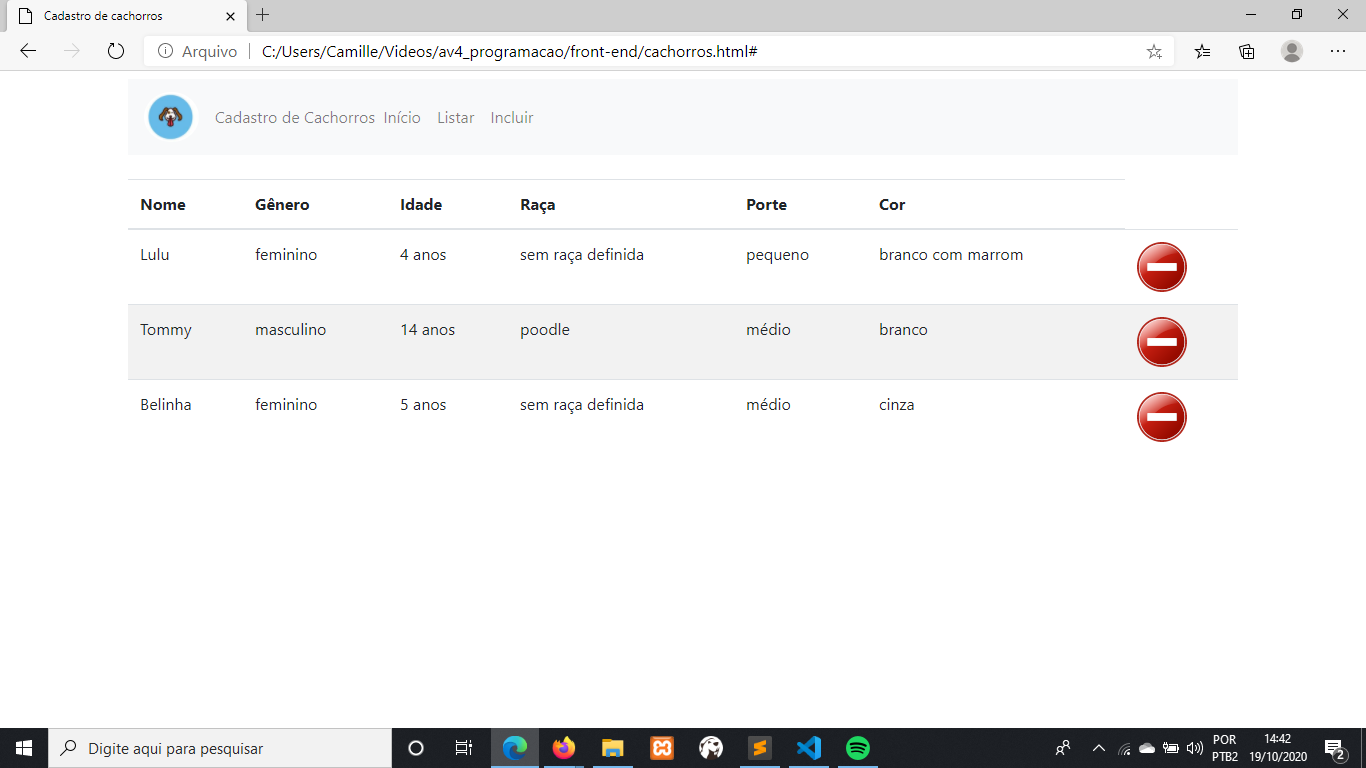 Cadastro de cachorros
Arquivo C:/Users/Camille/Videos/av4_programacao/front-end/cachorros.html#
Cadastro de Cachorros Início Listar Incluir
Nome Gênero Idade Raça Porte Cor
Lulu feminino 4 anos sem raça definida pequeno branco com marrom
Tommy masculino 14 anos poodle médio branco
Belinha feminino 5 anos sem raça definida médio cinza
Digite aqui para pesquisar
POR
PTB2
14:42
19/10/2020
2